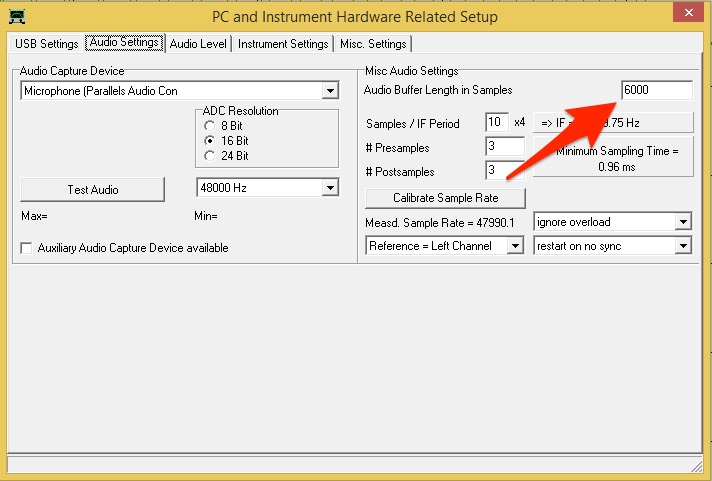 PC and Instrument Hardware Related Setup
USB Settings Audio Settings Audio Level Instrument Settings Misc. Settings
Audio Capture Device
Microphone (Parallels Audio Con
ADC Resolution
8 Bit
16 Bit
24 Bit
Test Audio
48000 Hz
Max= Min=
Auxiliary Audio Capture Device available
Misc Audio Settings
Audio Buffer Length in Samples 6000
Samples / IF Period 10 x4 => IF = .75 Hz
# Presamples 3
Minimum Sampling Time =
0.96 ms
# Postsamples 3
Calibrate Sample Rate
Measd. Sample Rate = 47990.1 ignore overload
Reference = Left Channel restart on no sync